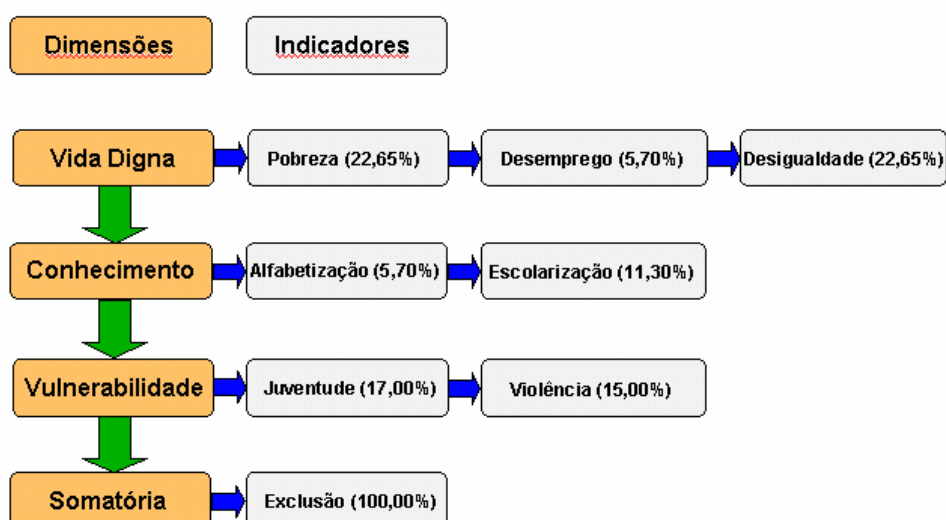 Dimensões
Indicadores
Vida Digna
Pobreza (22,65%)
Desemprego (5,70%)
Desigualdade (22,65%)
Conhecimento
Alfabetização (5,70%)
Escolarização (11,30%)
Vulnerabilidade
Juventude (17,00%)
Violência (15,00%)
Somatória
Exclusão (100,00%)